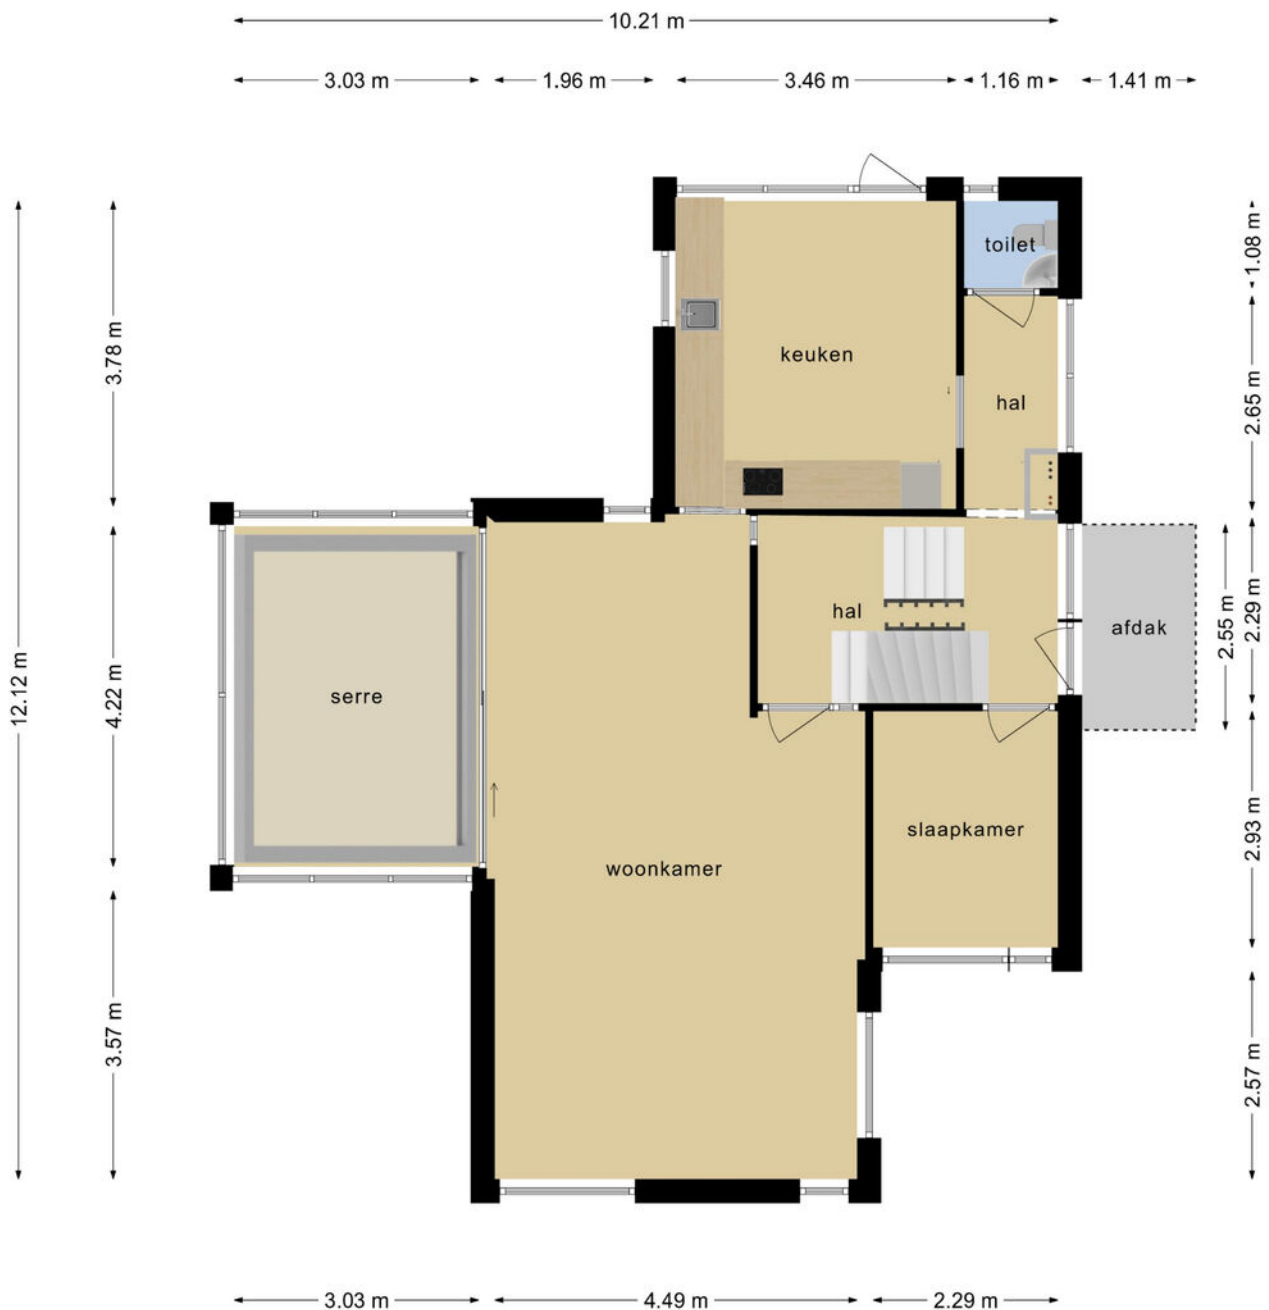 10.21 m
3.03 m
1.96 m
3.46 m
1.16 m
1.41 m
toilet
1.08 m
3.78 m
keuken
hal
2.65 m
12.12 m
4.22 m
serre
hal
afdak
2.55 m
2.29 m
woonkamer
slaapkamer
2.93 m
3.57 m
2.57 m
3.03 m
4.49 m
2.29 m